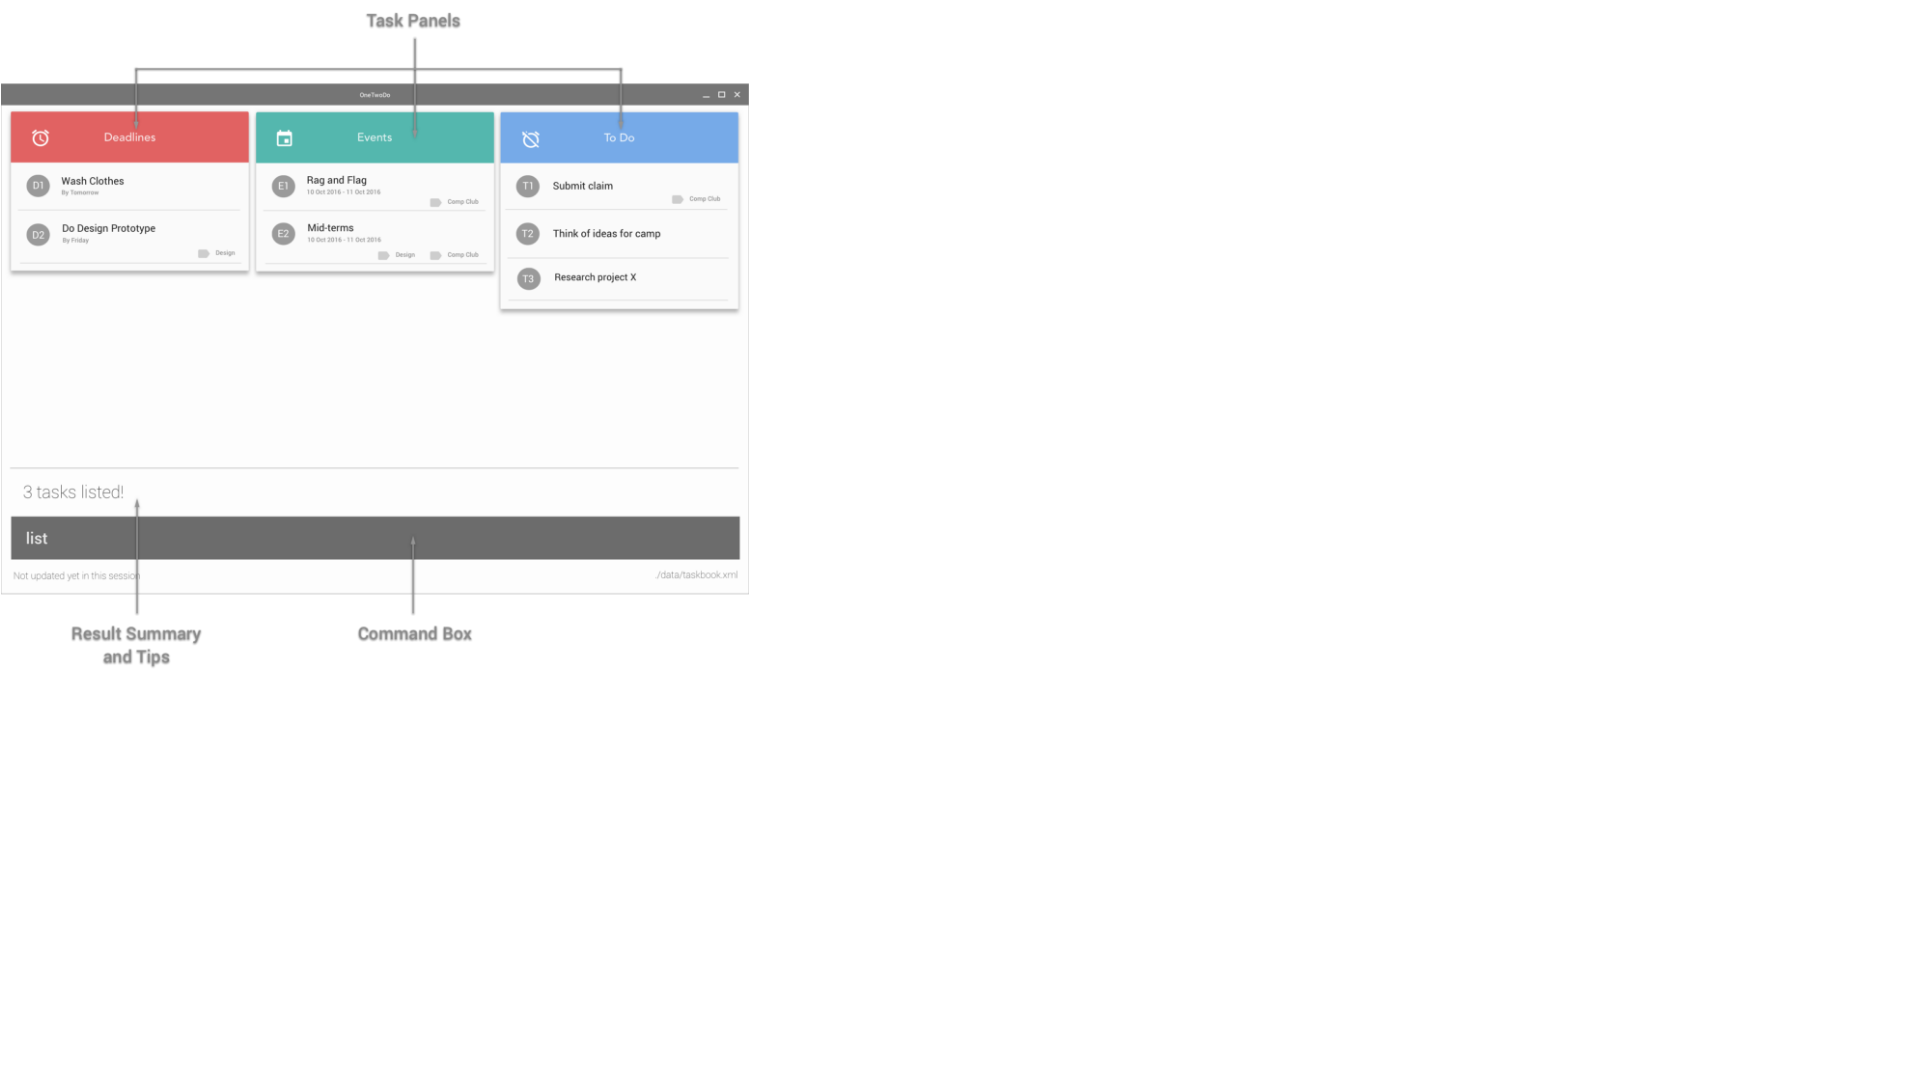 Task Panels
OneTwoDo
Deadlines
D1
Wash Clothes
By Tomorrow
D2
Do Design Prototype
By Friday
Design
Events
E1
Rag and Flag
10 Oct 2016 - 11 Oct 2016
Comp Club
E2
Mid-terms
10 Oct 2016 - 11 Oct 2016
Design
Comp Club
To Do
T1
Submit claim
Comp Club
T2
Think of ideas for camp
T3
Research project X
3 tasks listed!
list
Not updated yet in this session
./data/taskbook.xml
Result Summary
and Tips
Command Box